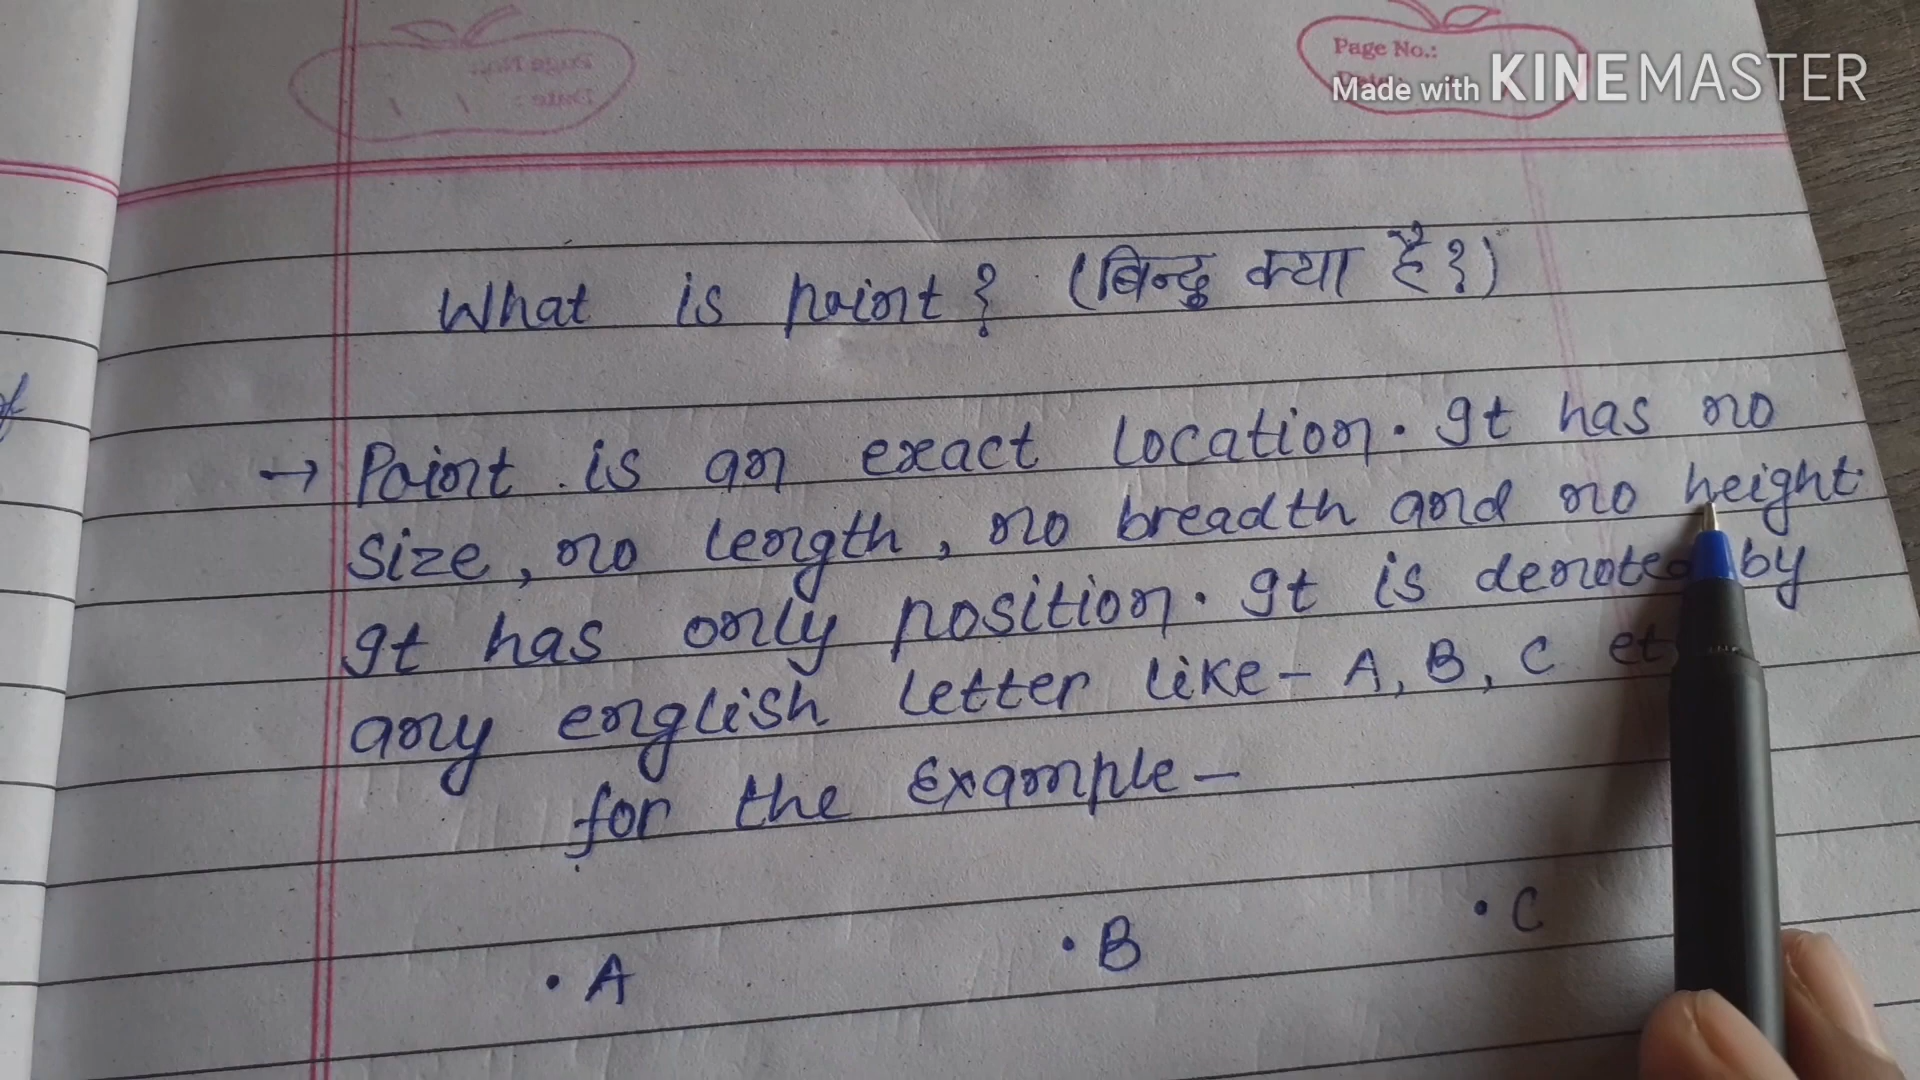 Page No.:
Made with KINEMASTER
What is point? (बिन्दु क्या है?)
→ Point is an exact location. It has no
size, no length, no breadth and no height.
It has only position. It is denoted by
any english letter like - A, B, C
for the Example -
• A • B • C